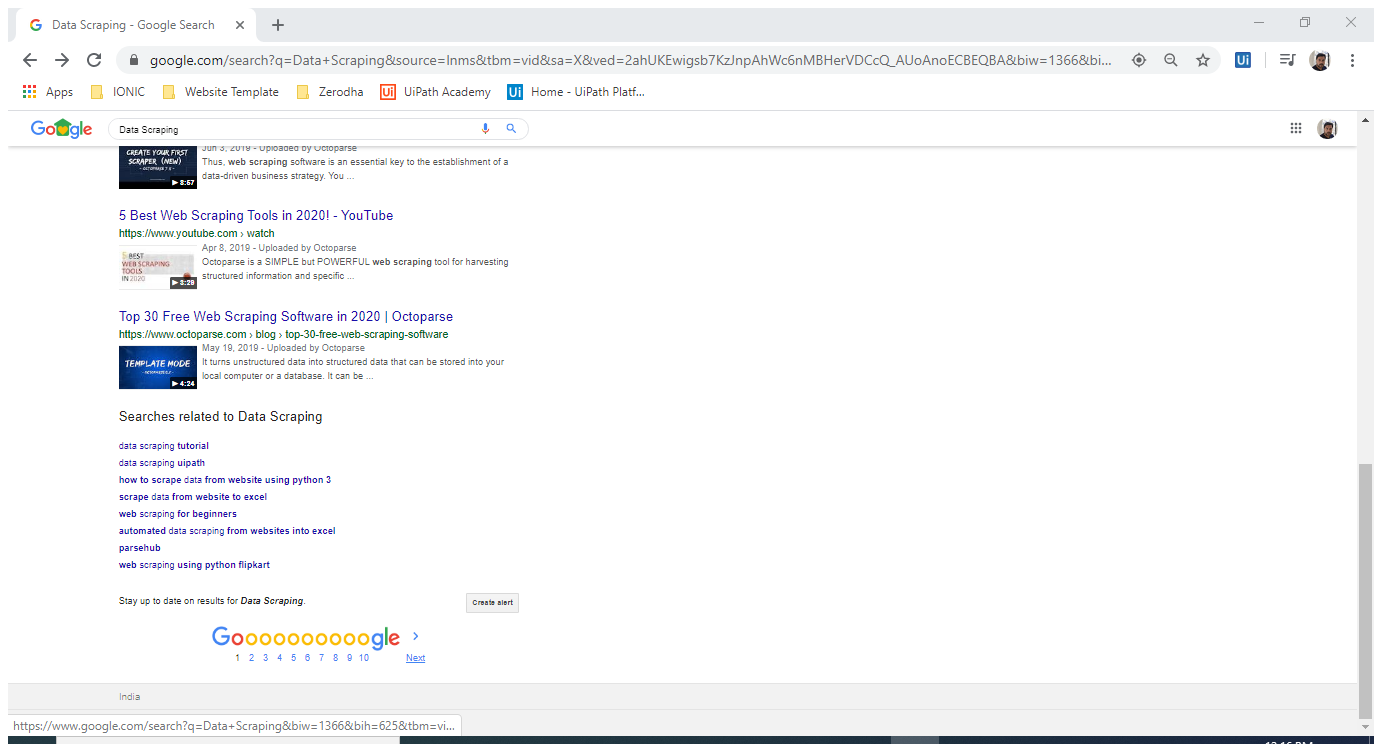 Data Scraping - Google Search
google.com/search?q=Data+Scraping&source=lnms&tbm=vid&sa=X&ved=2ahUKEwigsb7KzJnpAhWc6nMBHerVDCcQ_AUoAnoECBEQBA&biw=1366&bi...
Ui
Apps IONIC Website Template Zerodha Ui UiPath Academy Ui Home - UiPath Platf...
Google Data Scraping
Jun 3, 2019 - Uploaded by Octoparse
CREATE YOUR FIRST
SCRAPER (NEW)
8:57
Thus, web scraping software is an essential key to the establishment of a
data-driven business strategy. You ...
5 Best Web Scraping Tools in 2020! - YouTube
https://www.youtube.com › watch
5 BEST
WEB SCRAPING
TOOLS
IN 2020
3:28
Apr 8, 2019 - Uploaded by Octoparse
Octoparse is a SIMPLE but POWERFUL web scraping tool for harvesting
structured information and specific ...
Top 30 Free Web Scraping Software in 2020 | Octoparse
https://www.octoparse.com › blog › top-30-free-web-scraping-software
TEMPLATE MODE
4:24
May 19, 2019 - Uploaded by Octoparse
It turns unstructured data into structured data that can be stored into your
local computer or a database. It can be ...
Searches related to Data Scraping
data scraping tutorial
data scraping uipath
how to scrape data from website using python 3
scrape data from website to excel
web scraping for beginners
automated data scraping from websites into excel
parsehub
web scraping using python flipkart
Stay up to date on results for Data Scraping.
Create alert
Goooooooooogle
1 2 3 4 5 6 7 8 9 10 Next
India
https://www.google.com/search?q=Data+Scraping&biw=1366&bih=625&tbm=vi...